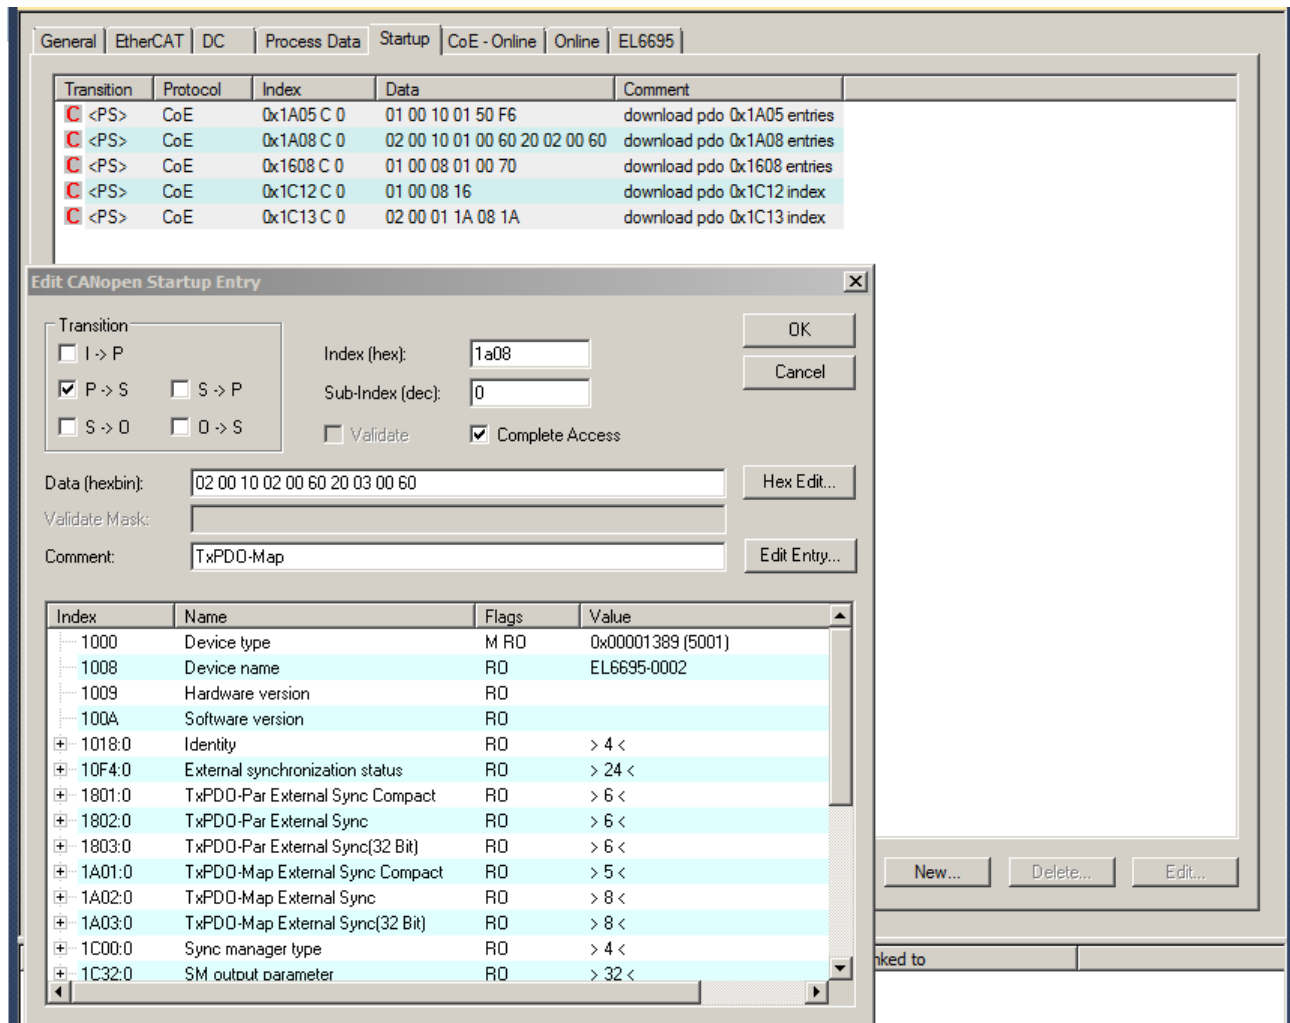 General EtherCAT DC Process Data Startup CoE - Online Online EL6695
Transition Protocol Index Data Comment
C <PS> CoE 0x1A05 C 0 01 00 10 01 50 F6 download pdo 0x1A05 entries
C <PS> CoE 0x1A08 C 0 02 00 10 01 00 60 20 02 00 60 download pdo 0x1A08 entries
C <PS> CoE 0x1608 C 0 01 00 08 01 00 70 download pdo 0x1608 entries
C <PS> CoE 0x1C12 C 0 01 00 08 16 download pdo 0x1C12 index
C <PS> CoE 0x1C13 C 0 02 00 01 1A 08 1A download pdo 0x1C13 index
Edit CANopen Startup Entry
Transition
I -> P
P -> S S -> P
S -> O O -> S
Index (hex): 1a08
Sub-Index (dec): 0
Validate Complete Access
OK
Cancel
Data (hexbin): 02 00 10 02 00 60 20 03 00 60 Hex Edit...
Validate Mask:
Comment: TxPDO-Map Edit Entry...
Index Name Flags Value
1000 Device type M RO 0x00001389 (5001)
1008 Device name RO EL6695-0002
1009 Hardware version RO
100A Software version RO
1018:0 Identity RO > 4 <
10F4:0 External synchronization status RO > 24 <
1801:0 TxPDO-Par External Sync Compact RO > 6 <
1802:0 TxPDO-Par External Sync RO > 6 <
1803:0 TxPDO-Par External Sync(32 Bit) RO > 6 <
1A01:0 TxPDO-Map External Sync Compact RO > 5 <
1A02:0 TxPDO-Map External Sync RO > 8 <
1A03:0 TxPDO-Map External Sync(32 Bit) RO > 8 <
1C00:0 Sync manager type RO > 4 <
1C32:0 SM output parameter RO > 32 <
New... Delete... Edit...
nked to